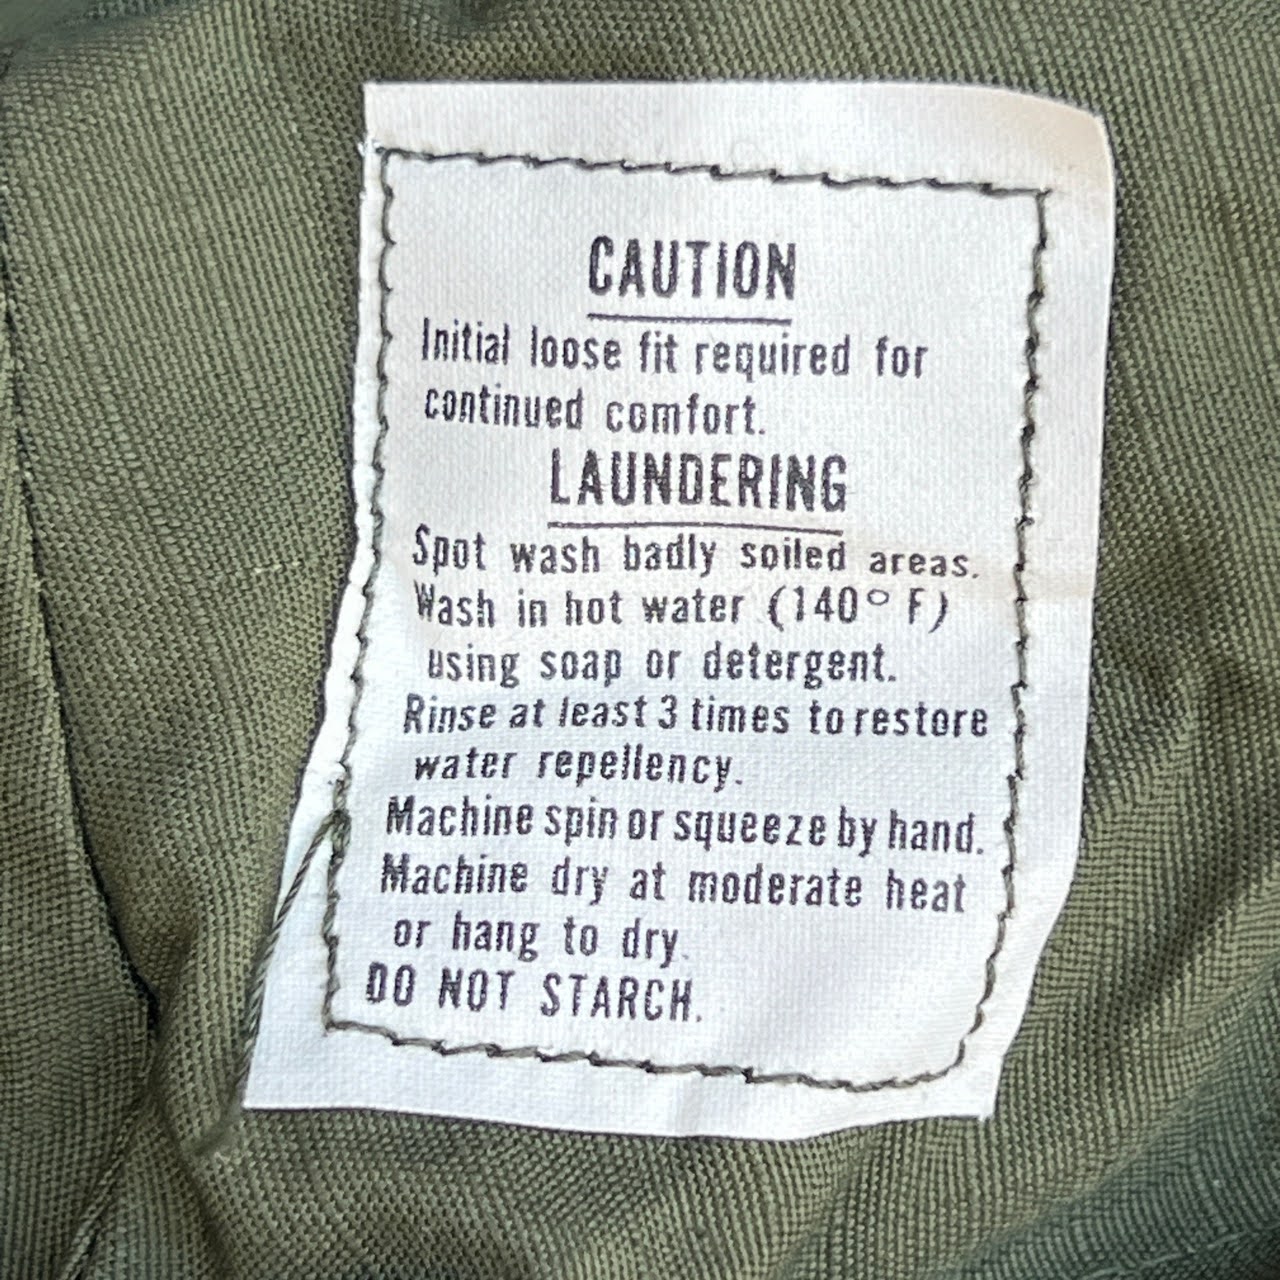 CAUTION
Initial loose fit required for
continued comfort.
LAUNDERING
Spot wash badly soiled areas.
Wash in hot water (140° F)
using soap or detergent.
Rinse at least 3 times to restore
water repellency.
Machine spin or squeeze by hand.
Machine dry at moderate heat
or hang to dry.
DO NOT STARCH.